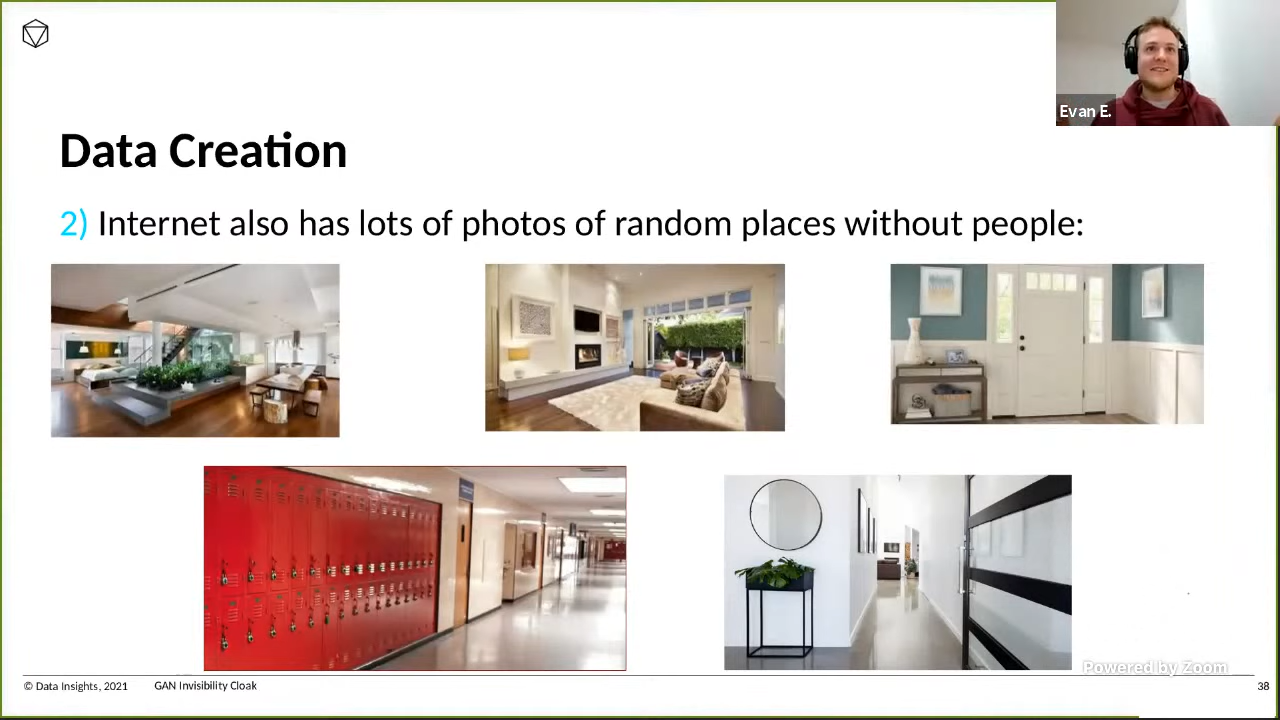 Evan E.
Data Creation
2) Internet also has lots of photos of random places without people:
Powered by Zoom
© Data Insights, 2021 GAN Invisibility Cloak 38